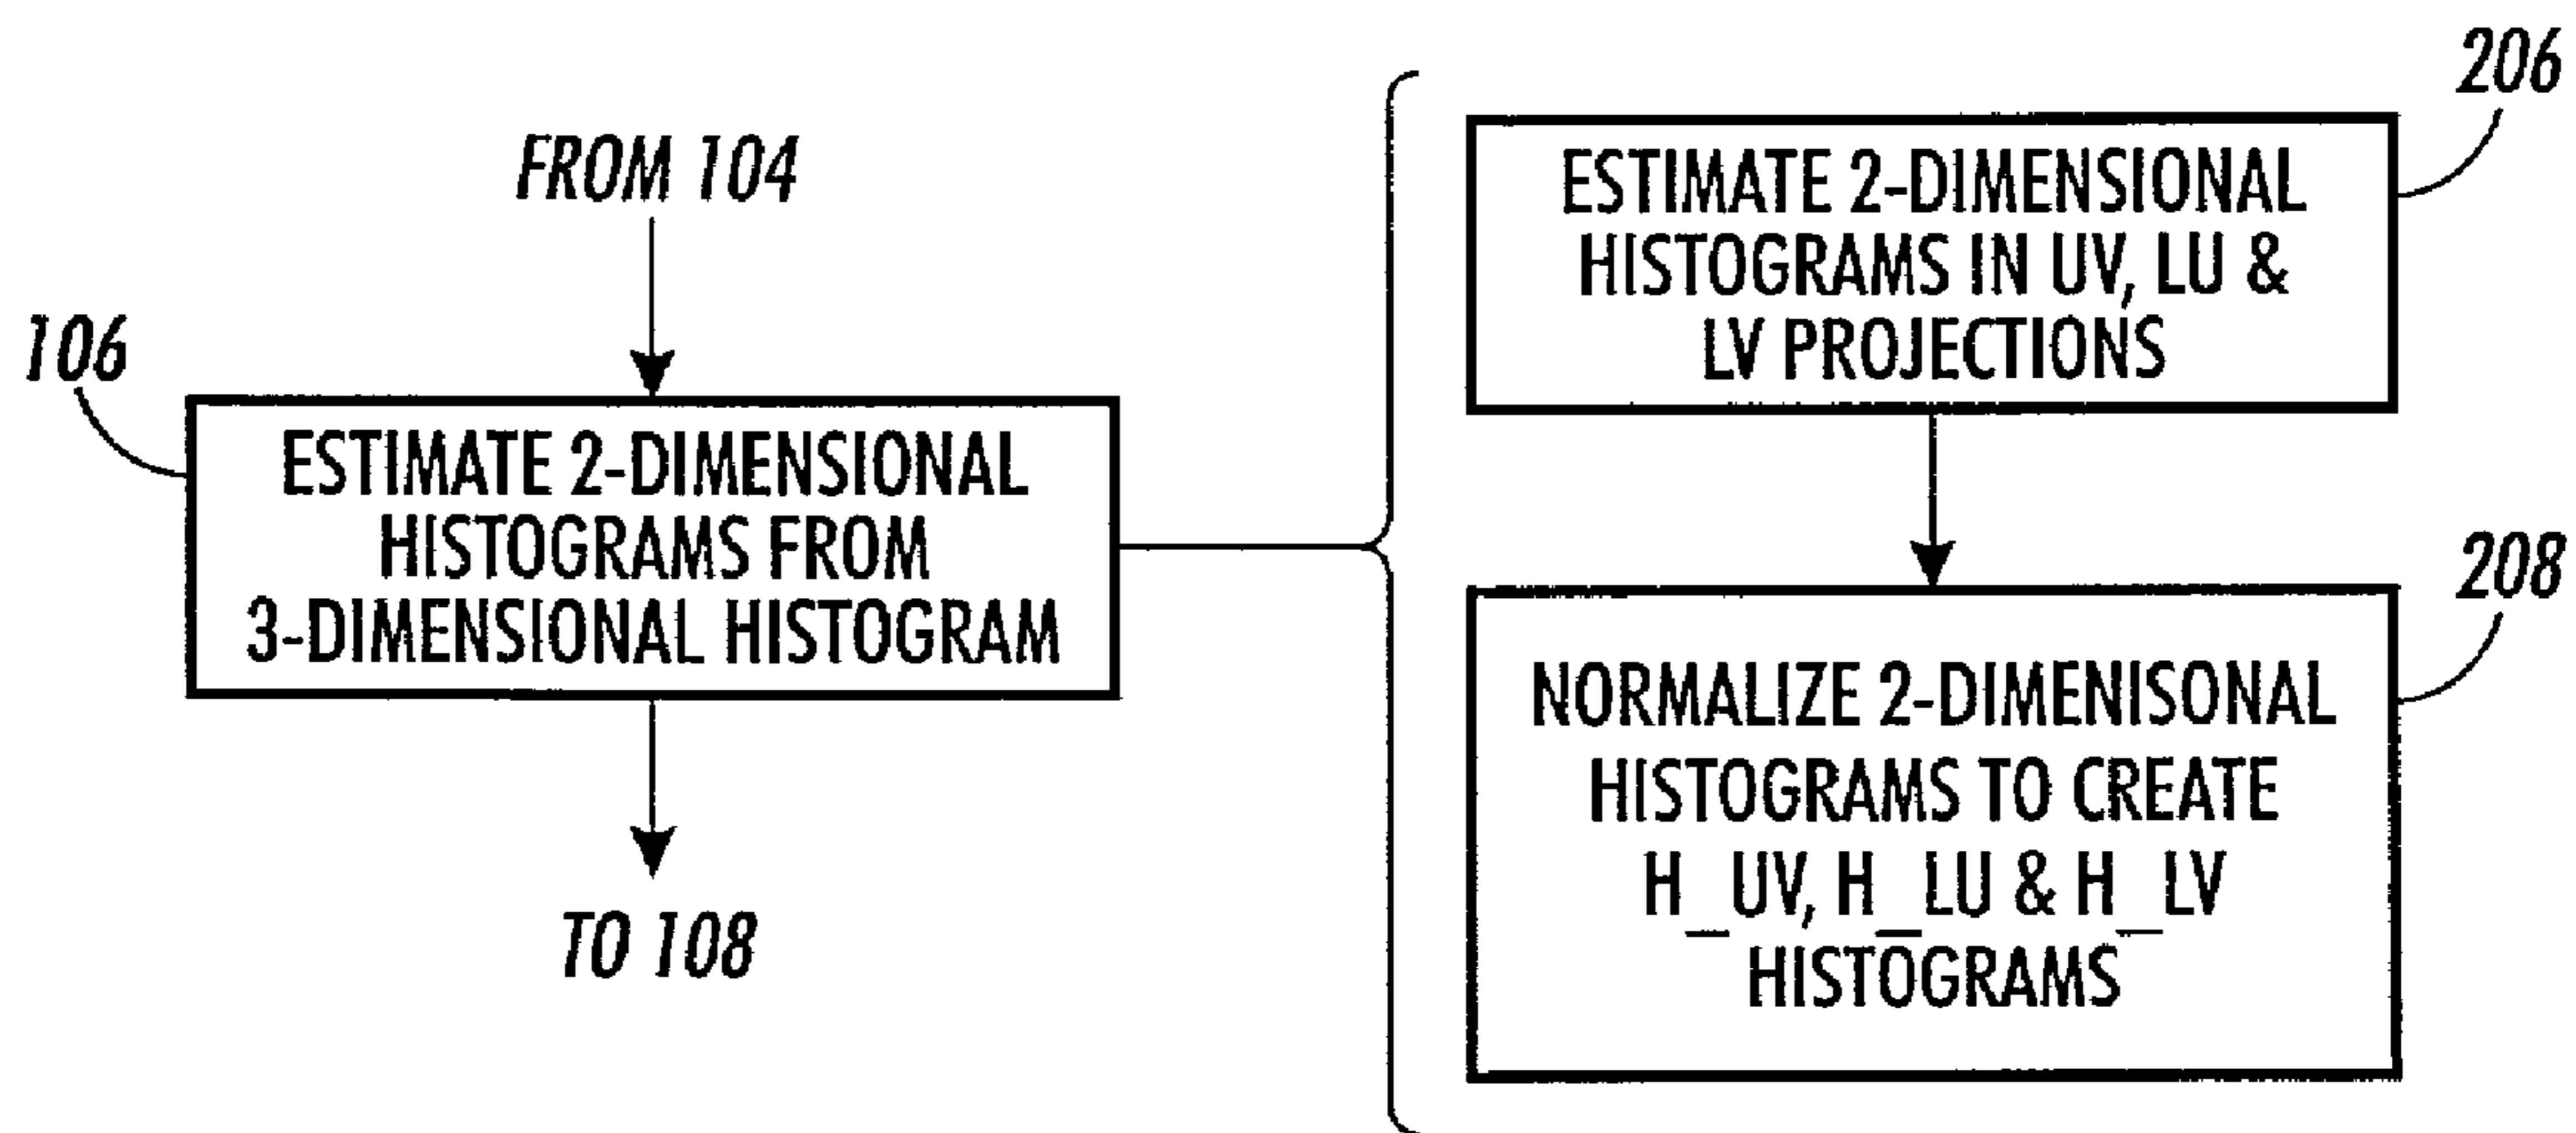 FROM 104
106
ESTIMATE 2-DIMENSIONAL
HISTOGRAMS FROM
3-DIMENSIONAL HISTOGRAM
TO 108
206
ESTIMATE 2-DIMENSIONAL
HISTOGRAMS IN UV, LU &
LV PROJECTIONS
208
NORMALIZE 2-DIMENISONAL
HISTOGRAMS TO CREATE
H_UV, H_LU & H_LV
HISTOGRAMS